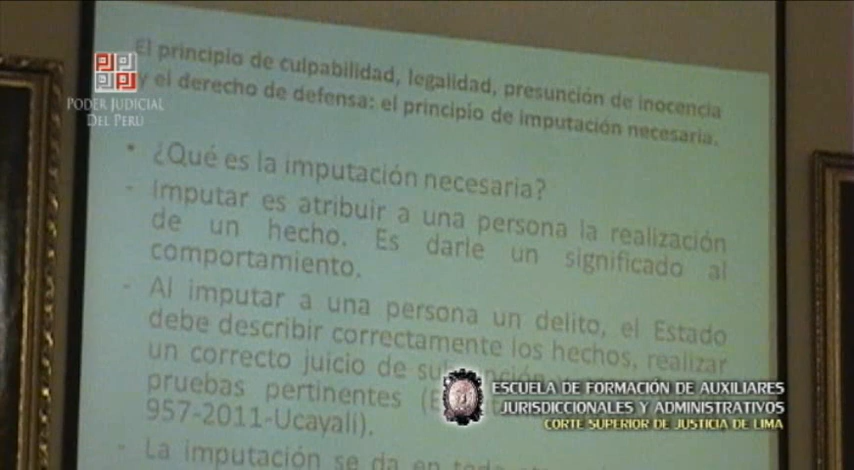 El principio de culpabilidad, legalidad, presunción de inocencia
y el derecho de defensa: el principio de imputación necesaria.
PODER JUDICIAL
DEL PERÚ
• ¿Qué es la imputación necesaria?
- Imputar es atribuir a una persona la realización
de un hecho. Es darle un significado al
comportamiento.
- Al imputar a una persona un delito, el Estado
debe describir correctamente los hechos, realizar
un correcto juicio de
pruebas pertinentes
957-2011-Ucayali).
- La imputación se da en
ESCUELA DE FORMACIÓN DE AUXILIARES
JURISDICCIONALES Y ADMINISTRATIVOS
CORTE SUPERIOR DE JUSTICIA DE LIMA